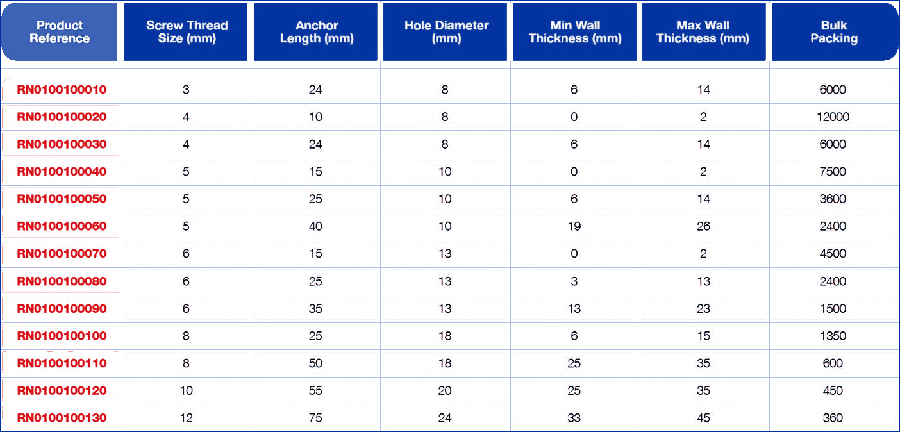 Product Reference Screw Thread Size (mm) Anchor Length (mm) Hole Diameter (mm) Min Wall Thickness (mm) Max Wall Thickness (mm) Bulk Packing
RN0100100010 3 24 8 6 14 6000
RN0100100020 4 10 8 0 2 12000
RN0100100030 4 24 8 6 14 6000
RN0100100040 5 15 10 0 2 7500
RN0100100050 5 25 10 6 14 3600
RN0100100060 5 40 10 19 26 2400
RN0100100070 6 15 13 0 2 4500
RN0100100080 6 25 13 3 13 2400
RN0100100090 6 35 13 13 23 1500
RN0100100100 8 25 18 6 15 1350
RN0100100110 8 50 18 25 35 600
RN0100100120 10 55 20 25 35 450
RN0100100130 12 75 24 33 45 360